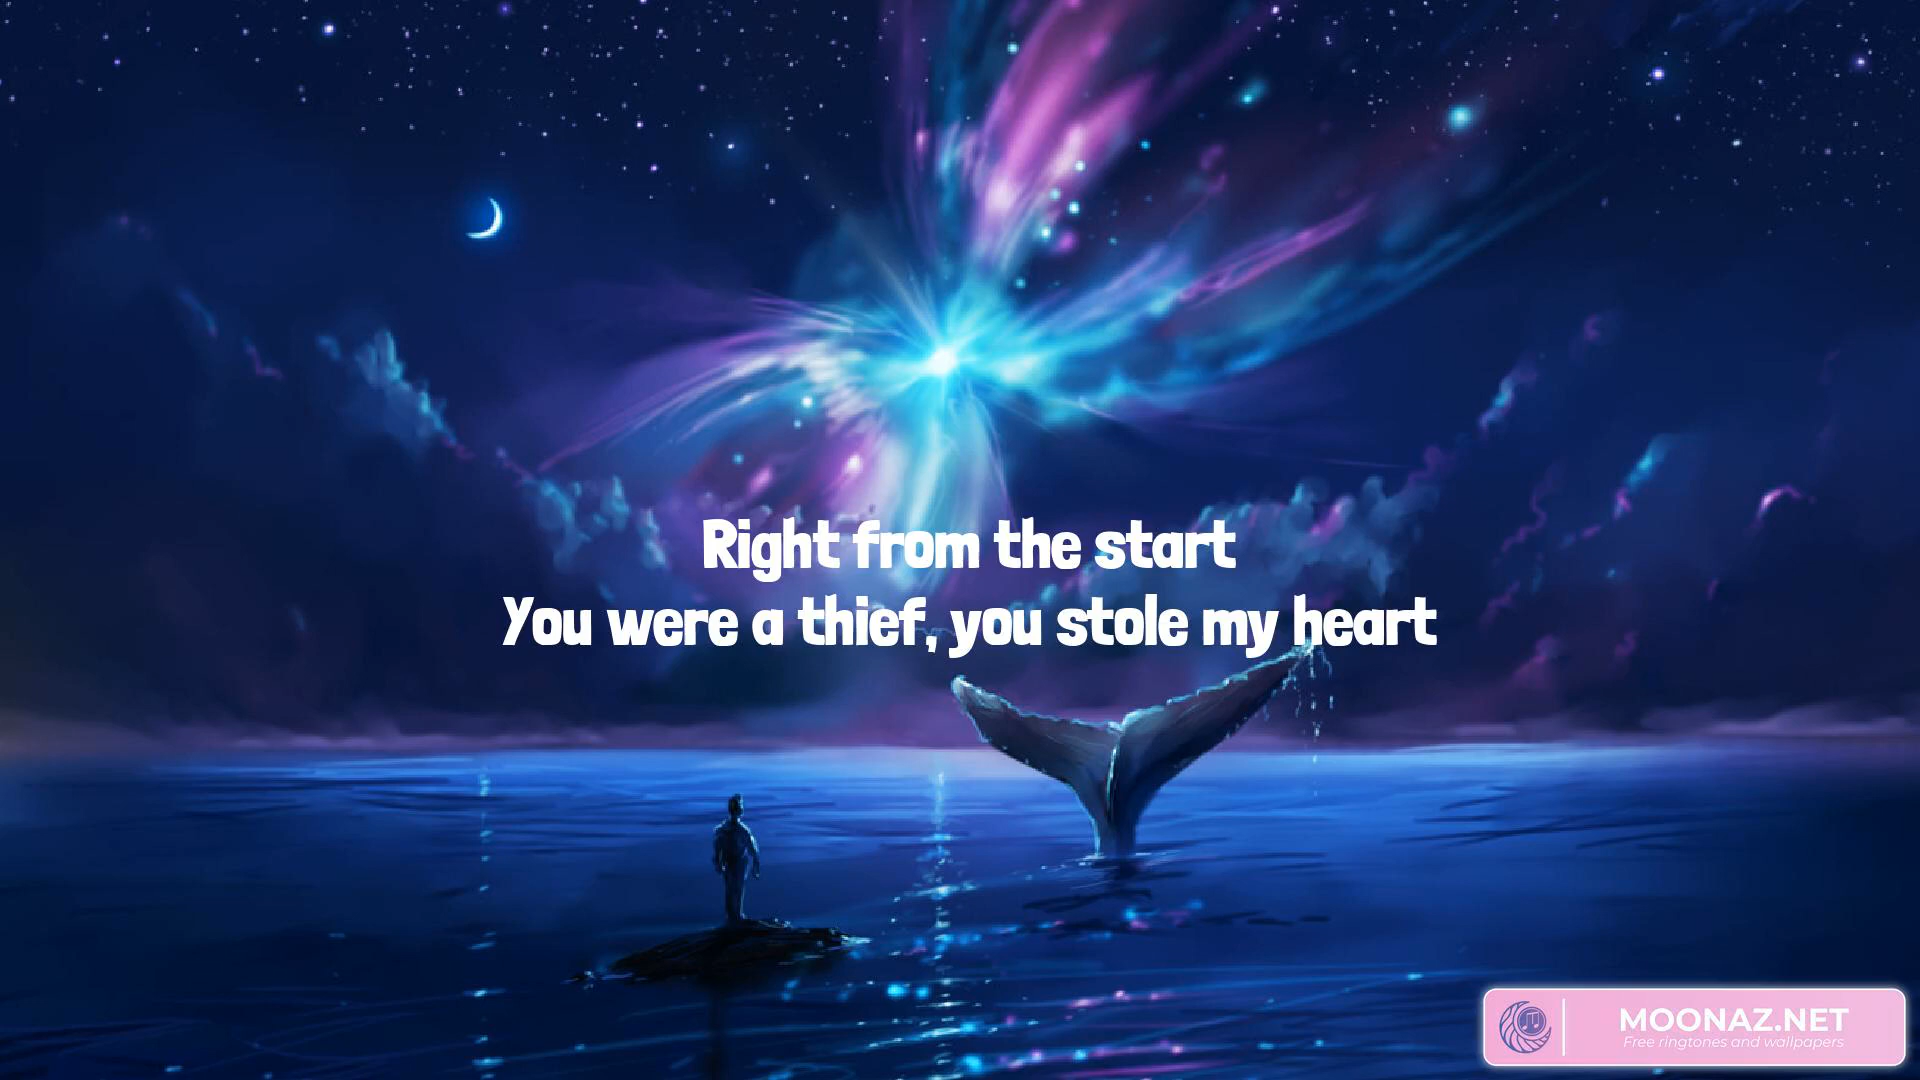 Right from the start
You were a thief, you stole my heart
MOONAZ.NET
Free ringtones and wallpapers